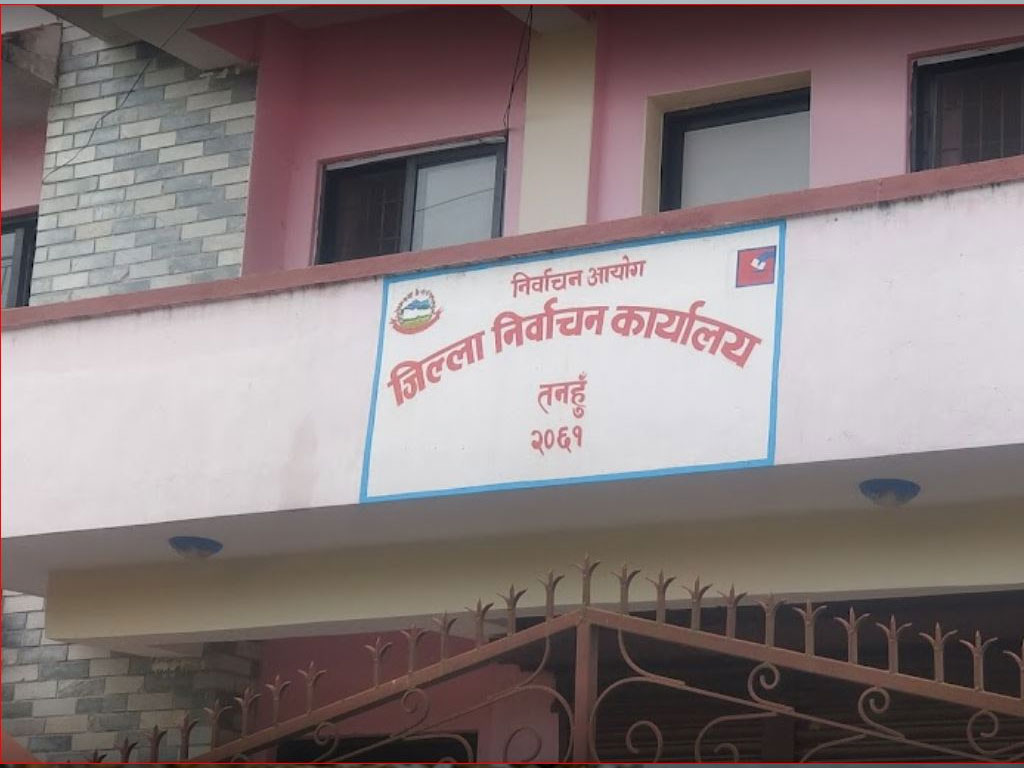 निर्वाचन आयोग
जिल्ला निर्वाचन कार्यालय
तनहुँ
२०६१